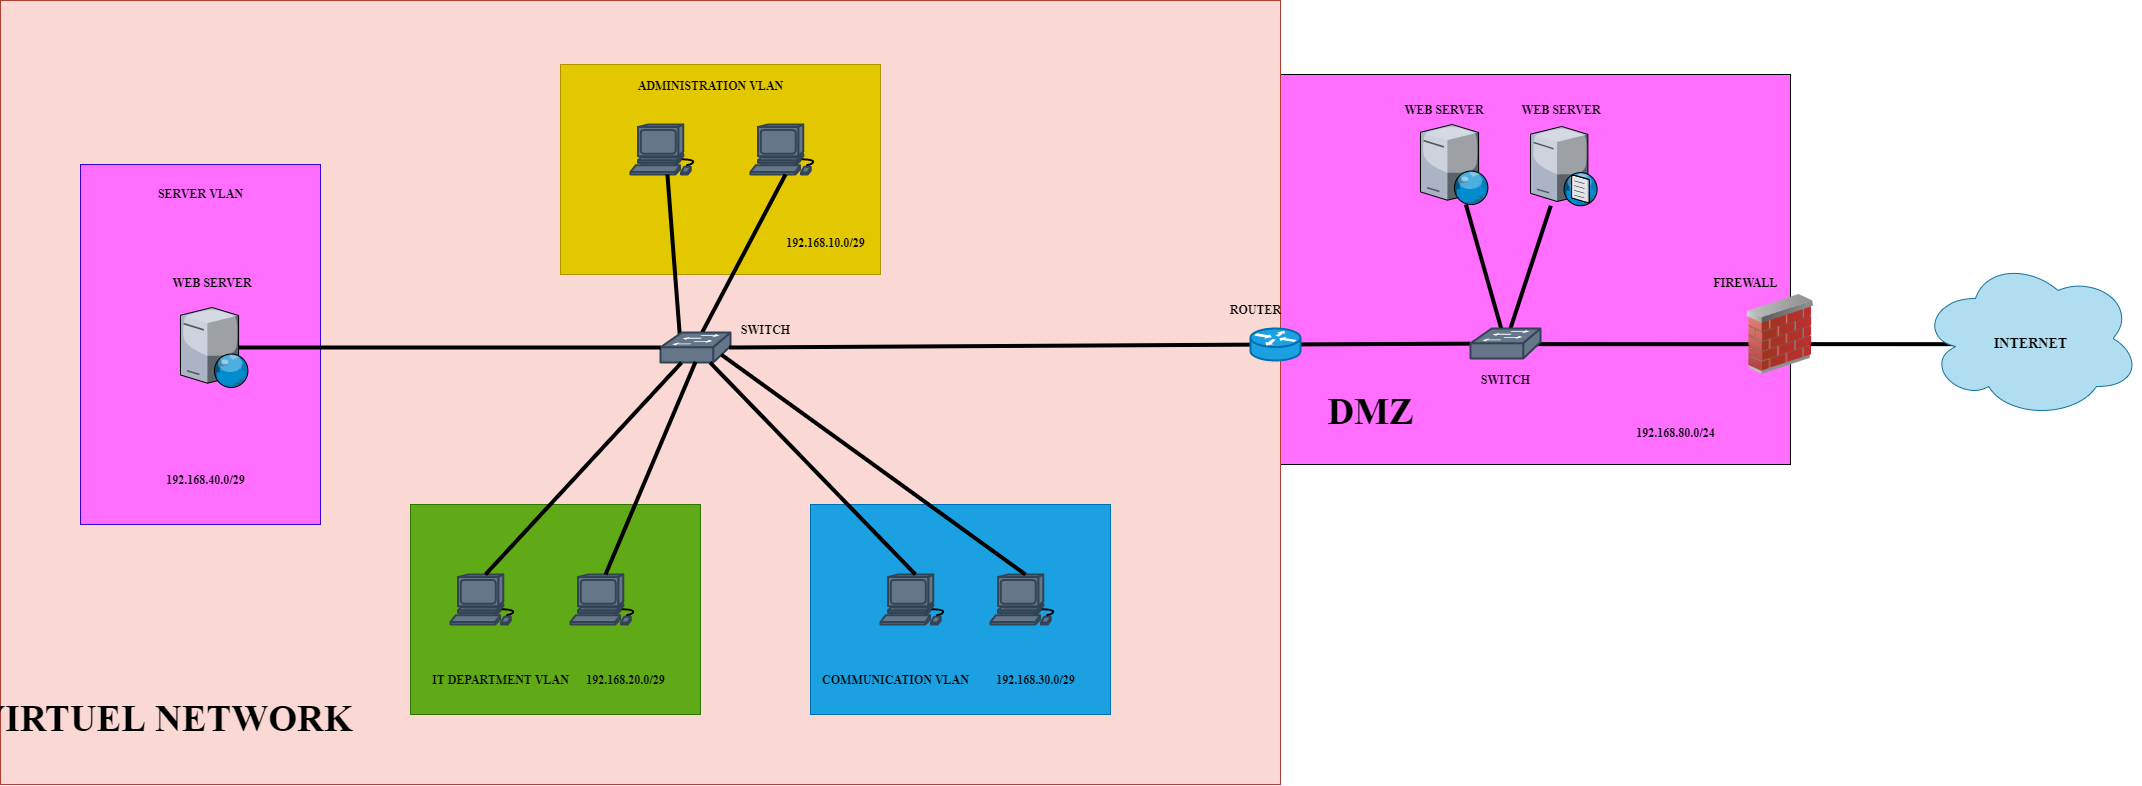 ADMINISTRATION VLAN
192.168.10.0/29
SERVER VLAN
WEB SERVER
192.168.40.0/29
SWITCH
IT DEPARTMENT VLAN
192.168.20.0/29
COMMUNICATION VLAN
192.168.30.0/29
VIRTUEL NETWORK
ROUTER
WEB SERVER
WEB SERVER
SWITCH
DMZ
192.168.80.0/24
FIREWALL
INTERNET